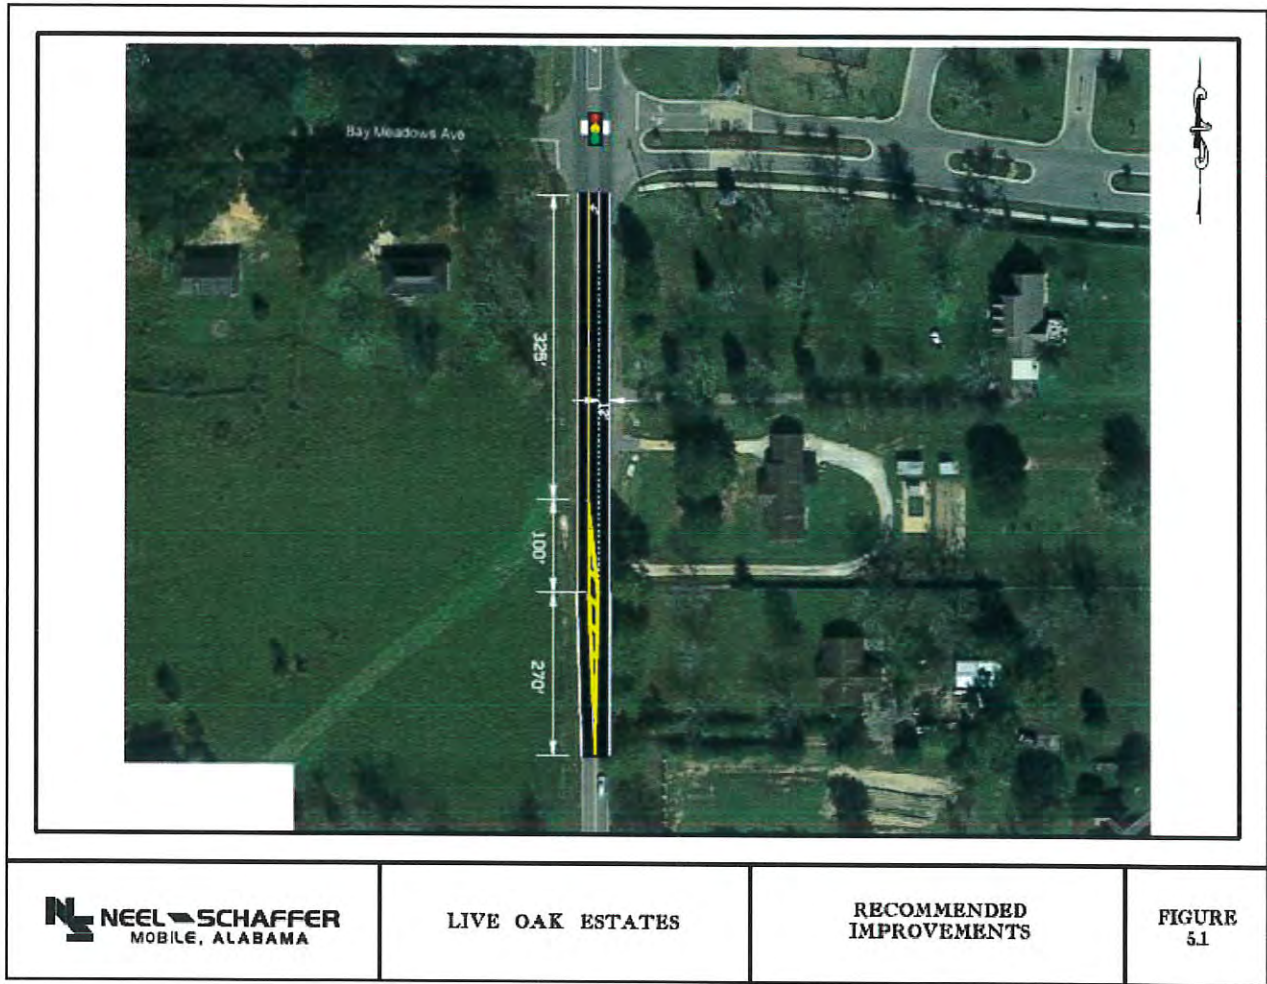 Bay Meadows Ave
325'
12'
100'
270'
NS NEEL-SCHAFFER
MOBILE, ALABAMA
LIVE OAK ESTATES
RECOMMENDED
IMPROVEMENTS
FIGURE
5.1